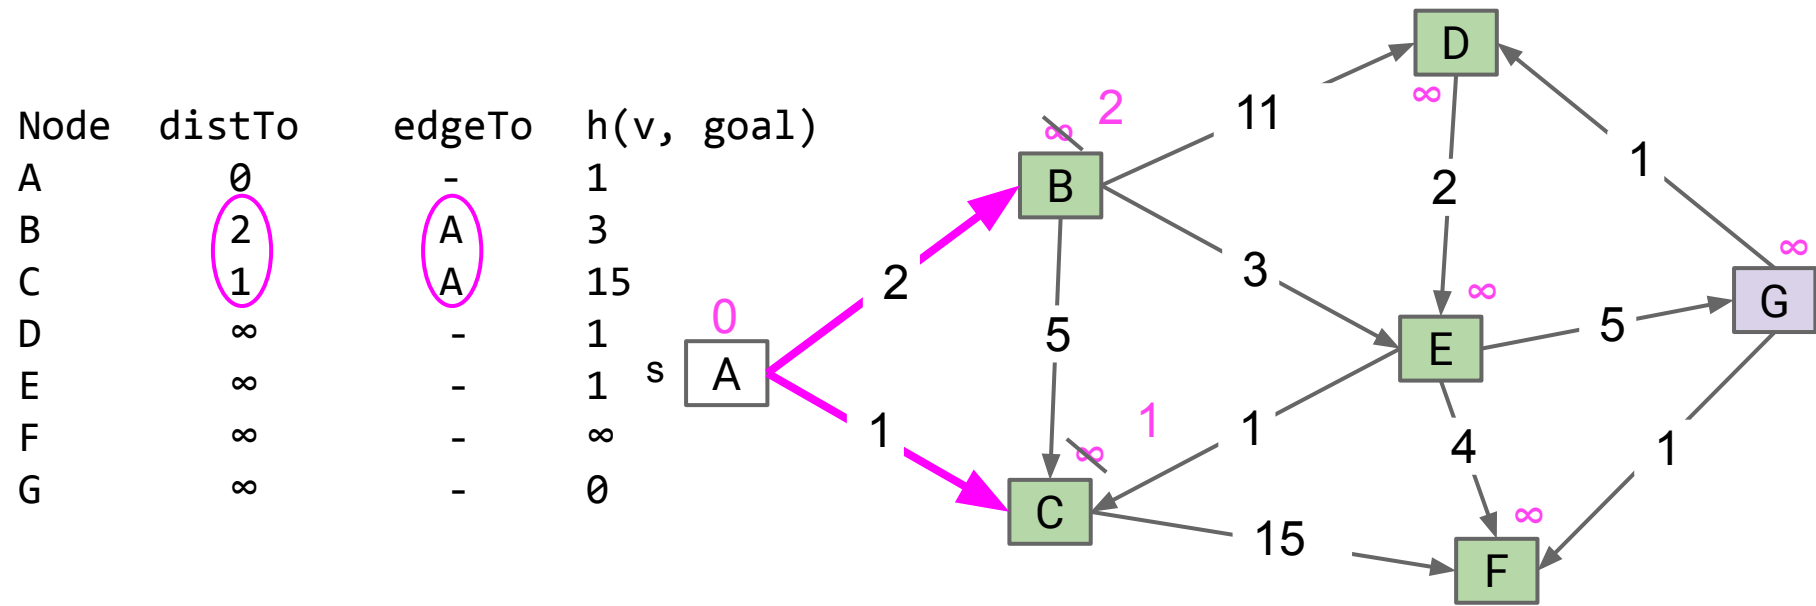 Node distTo edgeTo h(v, goal)
A 0 - 1
B 2 A 3
C 1 A 15
D ∞ - 1
E ∞ - 1
F ∞ - ∞
G ∞ - 0
D
∞
2
∞
11
B
1
2
3
∞
∞
G
2
0
5
5
E
s A
1
1
1
∞
4
1
C
∞
15
F